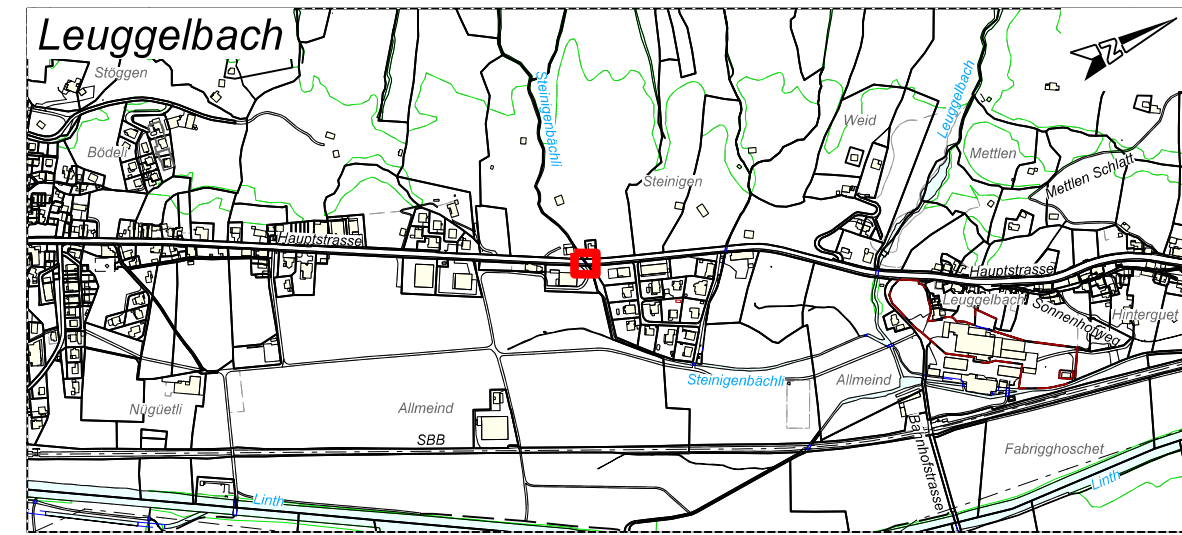 Leuggelbach
N
Stöggen
Steinigenbächli
Leuggelbach
Weid
Bödeli
Mettlen
Mettlen Schlatt
Steinigen
Hauptstrasse
Hauptstrasse
Leuggelbach
Sonnenhofweg
Hinterguet
Steinigenbächli
Allmeind
Nügüetli
Allmeind
SBB
Bahnhofstrasse
Fabrigghoschet
Linth
Linth